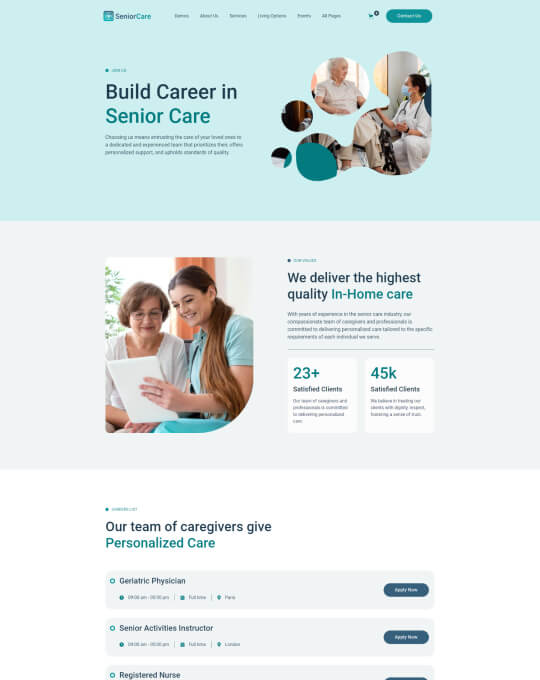 SeniorCare
Demos About Us Services Living Options Events All Pages
0
Contact Us
JOIN US
Build Career in
Senior Care
Choosing us means entrusting the care of your loved ones to
a dedicated and experienced team that prioritizes their, offers
personalized support, and upholds standards of quality.
OUR VALUES
We deliver the highest
quality In-Home care
With years of experience in the senior care industry, our
compassionate team of caregivers and professionals is
committed to delivering personalized care tailored to the specific
requirements of each individual we serve.
23+
Satisfied Clients
Our team of caregivers and
professionals is committed
to delivering personalized
care.
45k
Satisfied Clients
We believe in treating our
clients with dignity, respect,
fostering a sense of trust.
CAREER LIST
Our team of caregivers give
Personalized Care
Geriatric Physician
09:00 am - 05:00 pm Full time Paris
Apply Now
Senior Activities Instructor
09:00 am - 05:00 pm Full time London
Apply Now
Registered Nurse